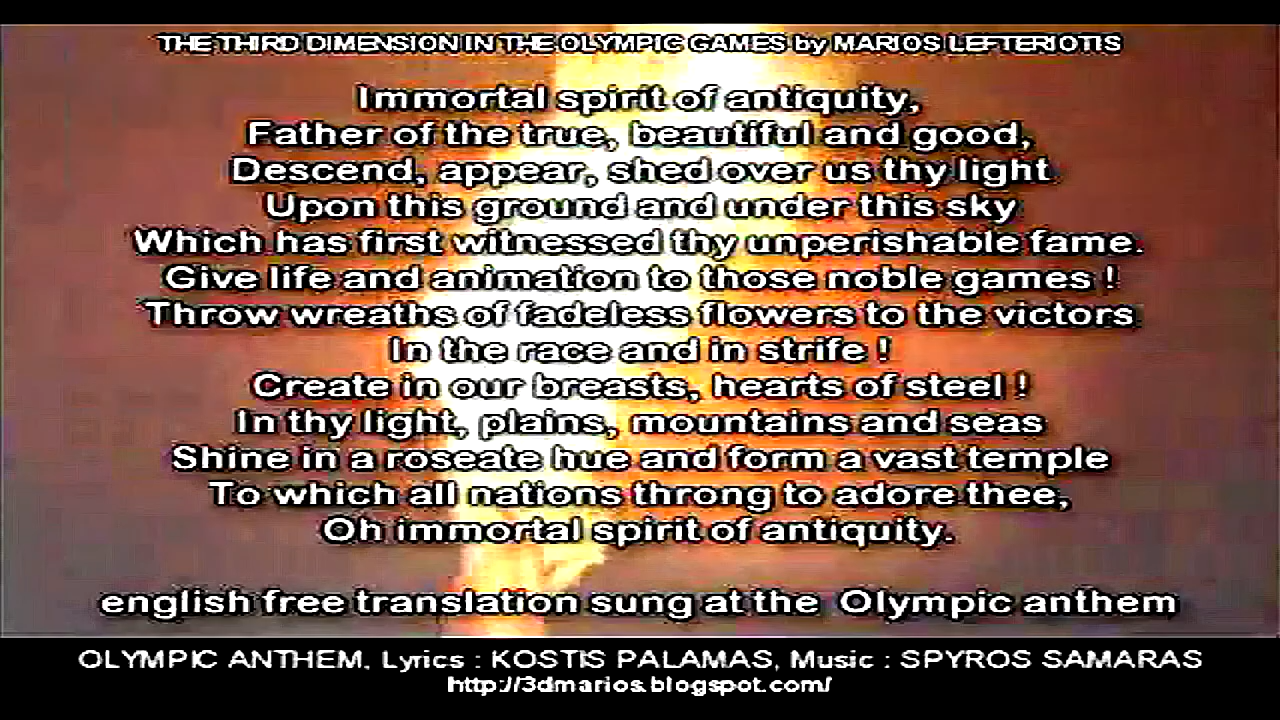 THE THIRD DIMENSION IN THE OLYMPIC GAMES by MARIOS LEFTERIOTIS
Immortal spirit of antiquity,
Father of the true, beautiful and good,
Descend, appear, shed over us thy light
Upon this ground and under this sky
Which has first witnessed thy unperishable fame.
Give life and animation to those noble games !
Throw wreaths of fadeless flowers to the victors
In the race and in strife !
Create in our breasts, hearts of steel !
In thy light, plains, mountains and seas
Shine in a roseate hue and form a vast temple
To which all nations throng to adore thee,
Oh immortal spirit of antiquity.
english free translation sung at the Olympic anthem
OLYMPIC ANTHEM, Lyrics : KOSTIS PALAMAS, Music : SPYROS SAMARAS
http://3dmarios.blogspot.com/